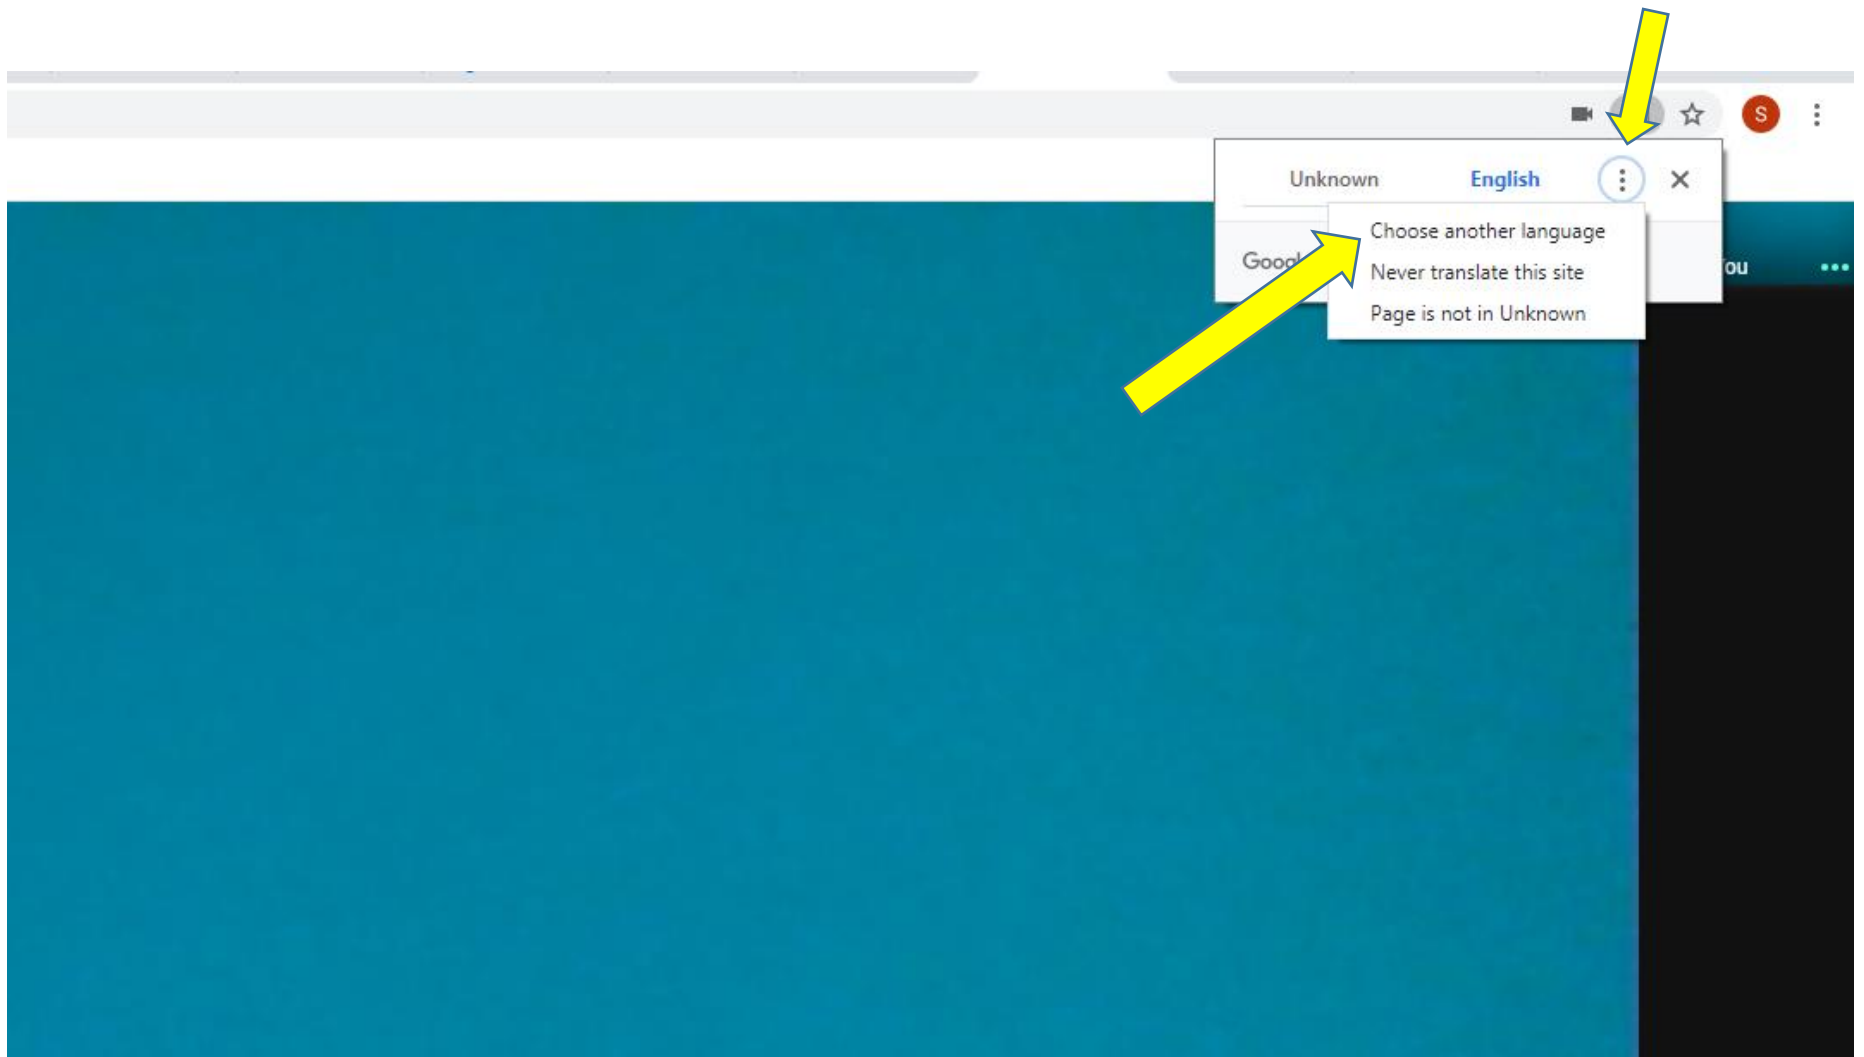 S
Unknown English
Choose another language
Never translate this site
Page is not in Unknown